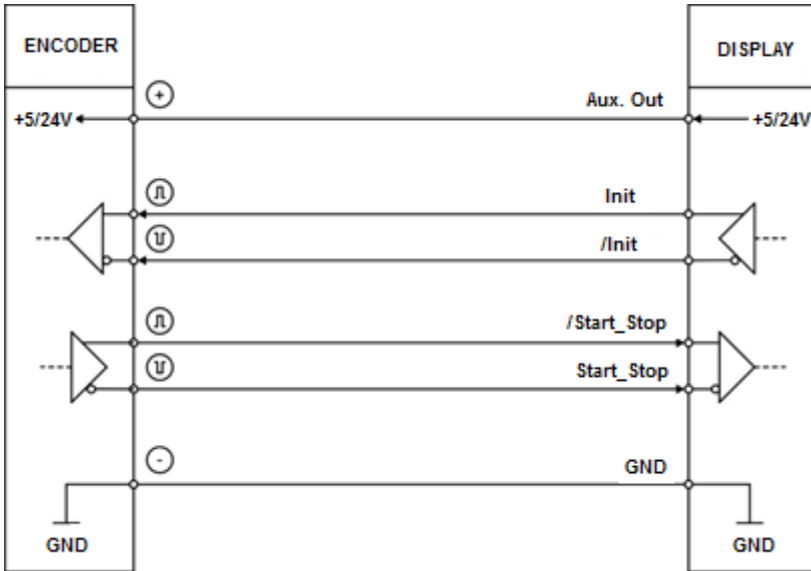 ENCODER
DISPLAY
+
Aux. Out
+5/24V
+5/24V
Init
/Init
/Start_Stop
Start_Stop
-
GND
GND
GND